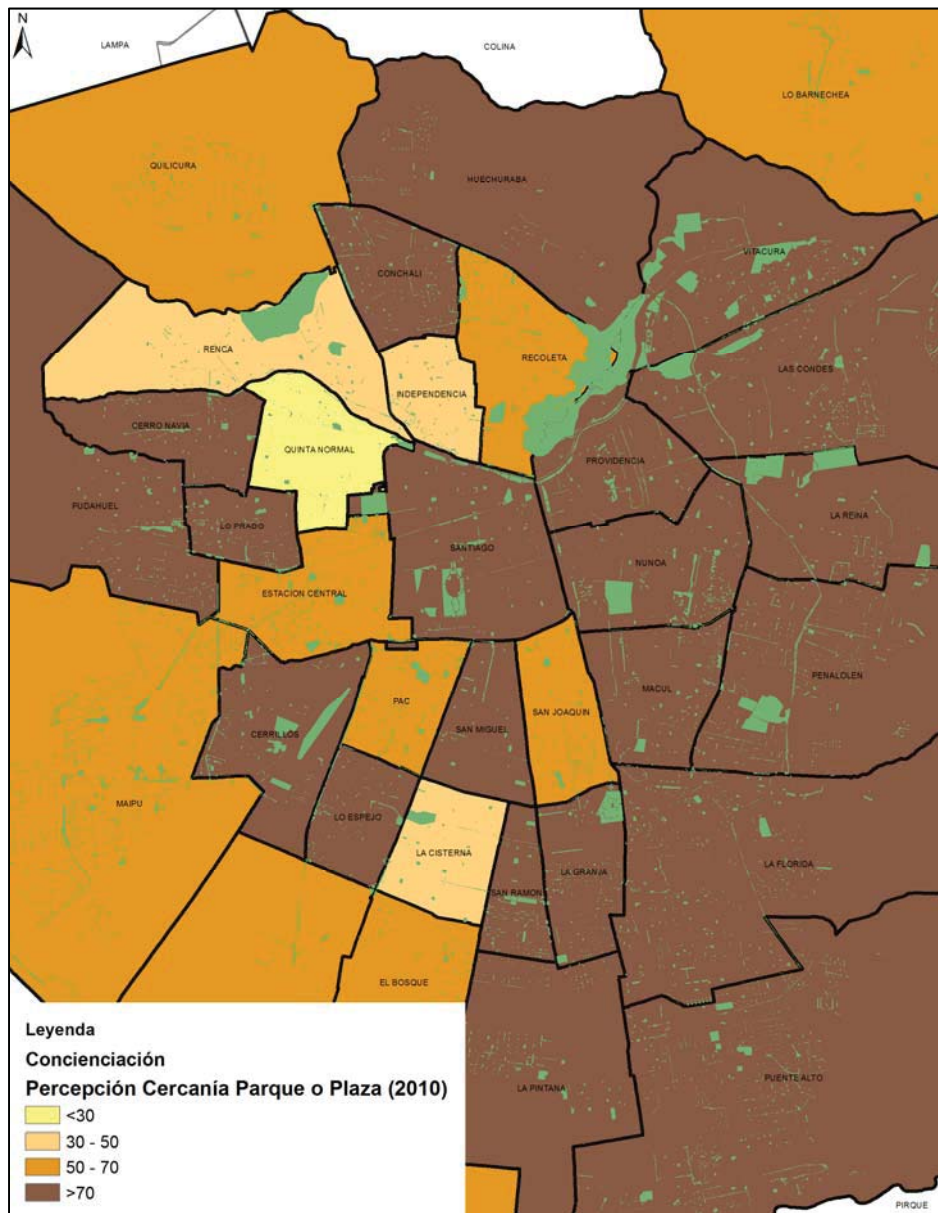 N
LAMPA
COLINA
LO BARNECHEA
QUILICURA
HUECHURABA
VITACURA
CONCHALI
RENCA
RECOLETA
LAS CONDES
INDEPENDENCIA
CERRO NAVIA
QUINTA NORMAL
PROVIDENCIA
PUDAHUEL
LO PRADO
LA REINA
SANTIAGO
NUNOA
ESTACION CENTRAL
PENALOLEN
MACUL
PAC
SAN JOAQUIN
SAN MIGUEL
CERRILLOS
MAIPU
LO ESPEJO
LA CISTERNA
LA FLORIDA
LA GRANJA
SAN RAMON
EL BOSQUE
PUENTE ALTO
LA PINTANA
PIRQUE
Leyenda
Concienciación
Percepción Cercanía Parque o Plaza (2010)
<30
30 - 50
50 - 70
>70